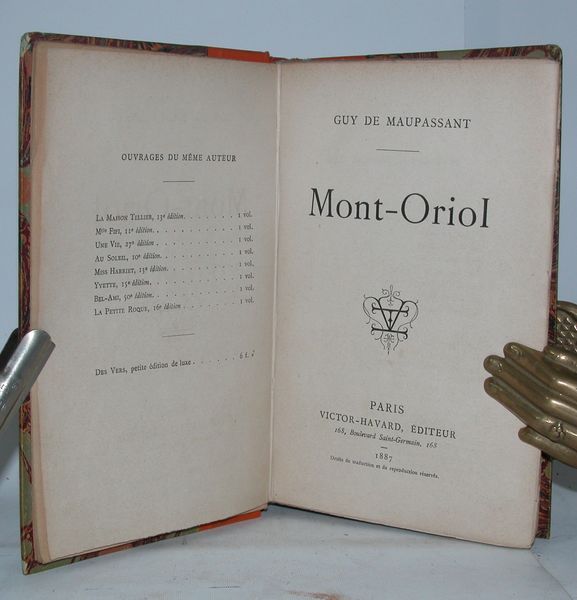 OUVRAGES DU MÊME AUTEUR
LA MAISON TELLIER, 13e édition. . . . . . . . 1 vol.
Mlle FIFI, 11e édition. . . . . . . . . . . 1 vol.
UNE VIE, 27e édition . . . . . . . . . . 1 vol.
AU SOLEIL, 10e édition. . . . . . . . . . 1 vol.
MISS HARRIET, 13e édition. . . . . . . . . 1 vol.
YVETTE, 15e édition. . . . . . . . . . . 1 vol.
BEL-AMI, 50e édition. . . . . . . . . . . 1 vol.
LA PETITE ROQUE, 16e édition . . . . . . . . 1 vol.
DES VERS, petite édition de luxe . . . . . . 6 f.
GUY DE MAUPASSANT
Mont-Oriol
PARIS
VICTOR-HAVARD, ÉDITEUR
168, Boulevard Saint-Germain, 168
1887
Droits de traduction et de reproduction réservés.